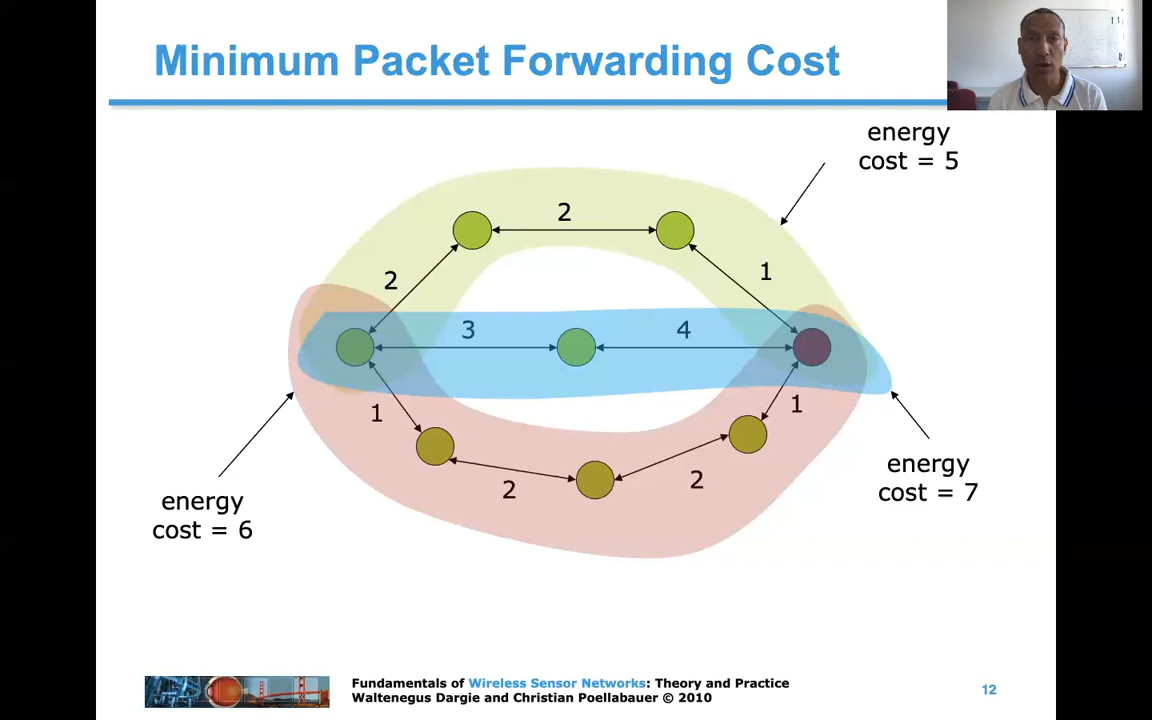 Minimum Packet Forwarding Cost
energy
cost = 5
2
2
1
3
4
1
1
2
2
energy
cost = 6
energy
cost = 7
Fundamentals of Wireless Sensor Networks: Theory and Practice
Waltenegus Dargie and Christian Poellabauer © 2010
12